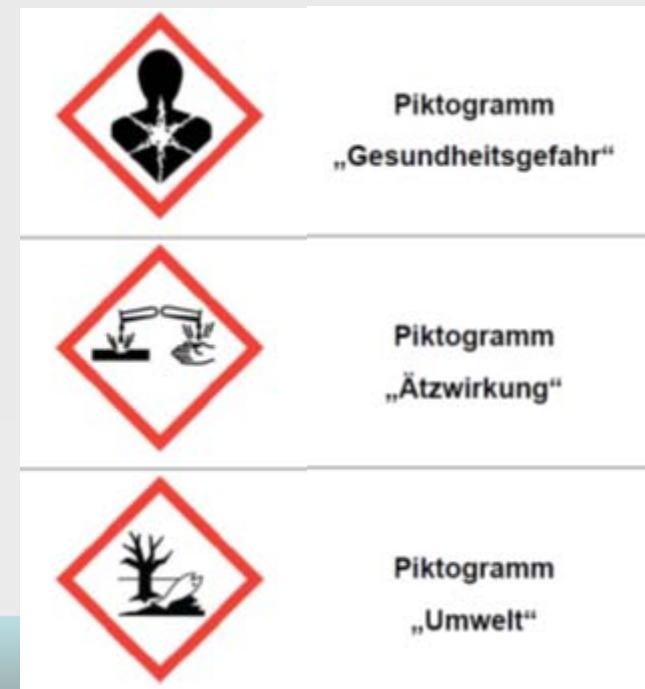 Piktogramm
„Gesundheitsgefahr“
Piktogramm
„Ätzwirkung“
Piktogramm
„Umwelt“